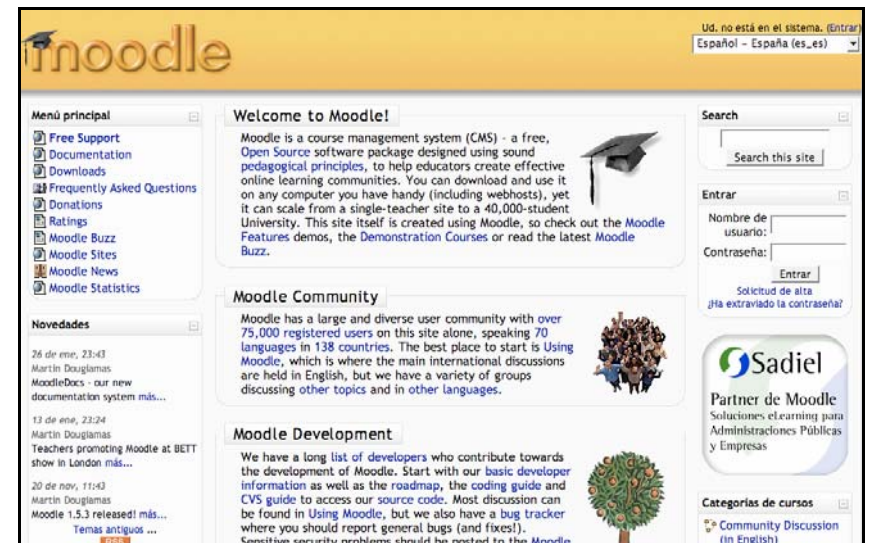 moodle
Ud. no está en el sistema. (Entrar)
Español - España (es_es)
Menú principal
Free Support
Documentation
Downloads
Frequently Asked Questions
Donations
Ratings
Moodle Buzz
Moodle Sites
Moodle News
Moodle Statistics
Novedades
26 de ene, 23:43
Martin Dougiamas
MoodleDocs - our new
documentation system más...
13 de ene, 23:24
Martin Dougiamas
Teachers promoting Moodle at BETT
show in London más...
20 de nov, 11:43
Martin Dougiamas
Moodle 1.5.3 released! más...
Temas antiguos ...
RSS
Welcome to Moodle!
Moodle is a course management system (CMS) - a free,
Open Source software package designed using sound
pedagogical principles, to help educators create effective
online learning communities. You can download and use it
on any computer you have handy (including webhosts), yet
it can scale from a single-teacher site to a 40,000-student
University. This site itself is created using Moodle, so check out the Moodle
Features demos, the Demonstration Courses or read the latest Moodle
Buzz.
Moodle Community
Moodle has a large and diverse user community with over
75,000 registered users on this site alone, speaking 70
languages in 138 countries. The best place to start is Using
Moodle, which is where the main international discussions
are held in English, but we have a variety of groups
discussing other topics and in other languages.
Moodle Development
We have a long list of developers who contribute towards
the development of Moodle. Start with our basic developer
information as well as the roadmap, the coding guide and
CVS guide to access our source code. Most discussion can
be found in Using Moodle, but we also have a bug tracker
where you should report general bugs (and fixes!).
Sensitive security problems should be posted to the Moodle
Search
Search this site
Entrar
Nombre de
usuario:
Contraseña:
Entrar
Solicitud de alta
¿Ha extraviado la contraseña?
Sadiel
Partner de Moodle
Soluciones eLearning para
Administraciones Públicas
y Empresas
Categorías de cursos
Community Discussion
(in English)